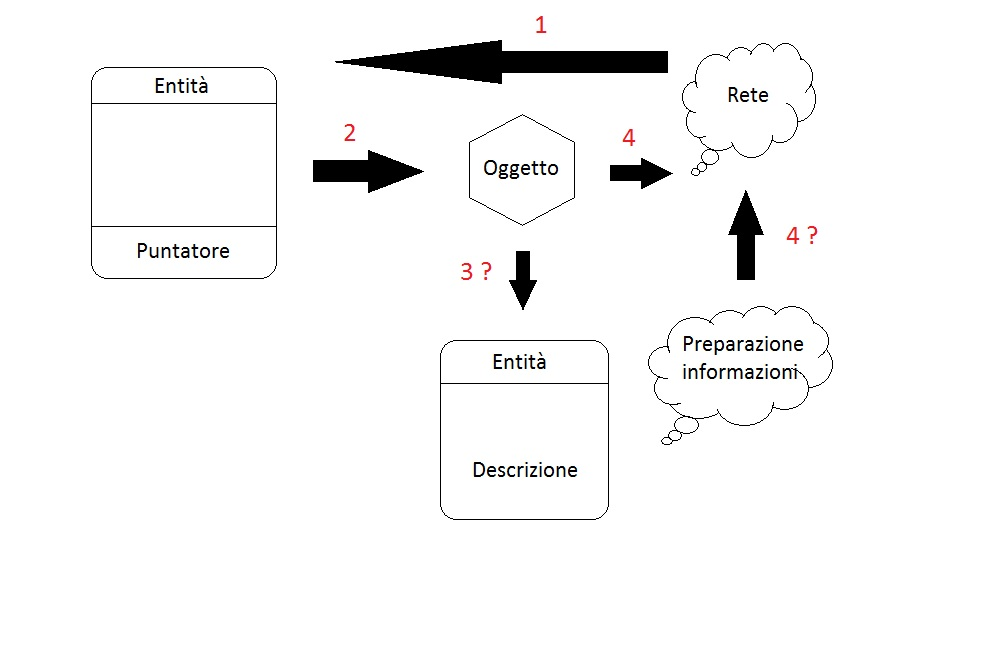 1
Entità
Rete
2
4
Oggetto
Puntatore
4 ?
3 ?
Preparazione
informazioni
Entità
Descrizione